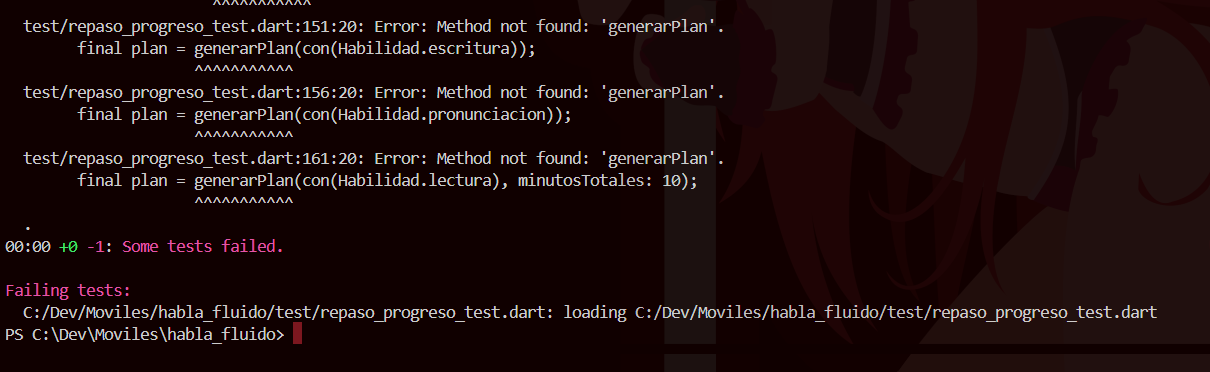 ^^^^^^^^^^^
test/repaso_progreso_test.dart:151:20: Error: Method not found: 'generarPlan'.
final plan = generarPlan(con(Habilidad.escritura));
^^^^^^^^^^^
test/repaso_progreso_test.dart:156:20: Error: Method not found: 'generarPlan'.
final plan = generarPlan(con(Habilidad.pronunciacion));
^^^^^^^^^^^
test/repaso_progreso_test.dart:161:20: Error: Method not found: 'generarPlan'.
final plan = generarPlan(con(Habilidad.lectura), minutosTotales: 10);
^^^^^^^^^^^
.
00:00 +0 -1: Some tests failed.
Failing tests:
C:/Dev/Moviles/habla_fluido/test/repaso_progreso_test.dart: loading C:/Dev/Moviles/habla_fluido/test/repaso_progreso_test.dart
PS C:\Dev\Moviles\habla_fluido>